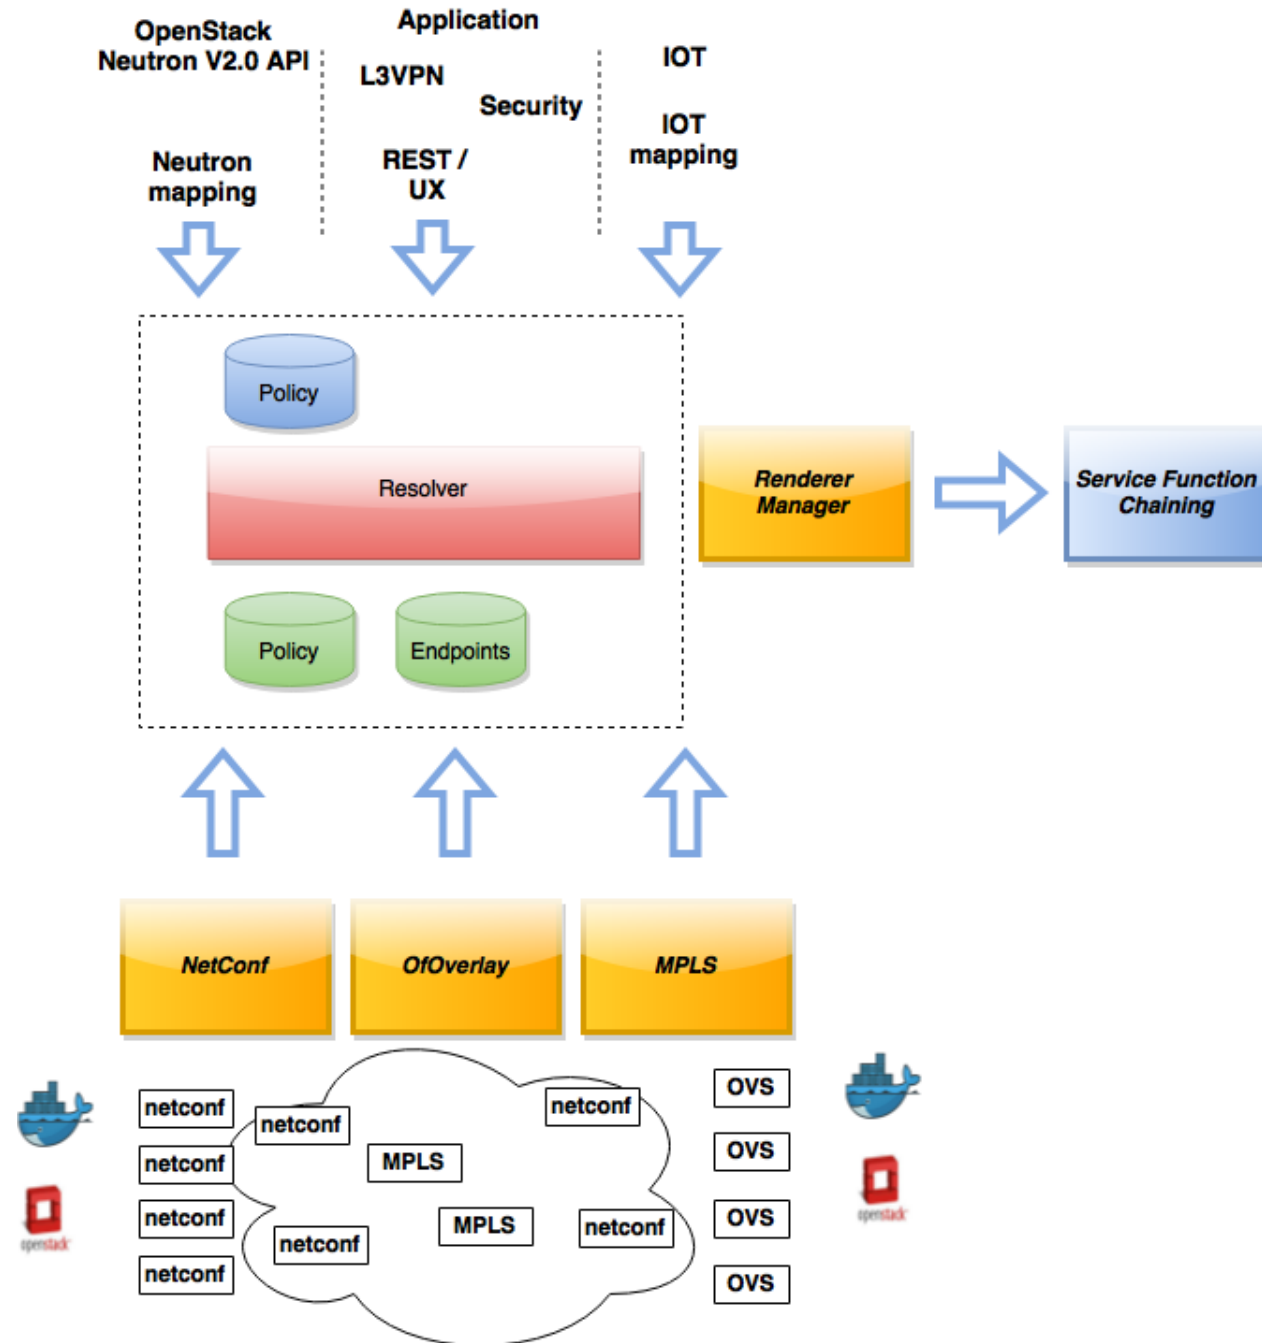 OpenStack
Neutron V2.0 API
Application
L3VPN
Security
IOT
IOT
mapping
Neutron
mapping
REST /
UX
Policy
Resolver
Renderer
Manager
Service Function
Chaining
Policy
Endpoints
NetConf
OfOverlay
MPLS
netconf
netconf
netconf
netconf
netconf
netconf
netconf
netconf
MPLS
MPLS
OVS
OVS
OVS
OVS
openstack
openstack